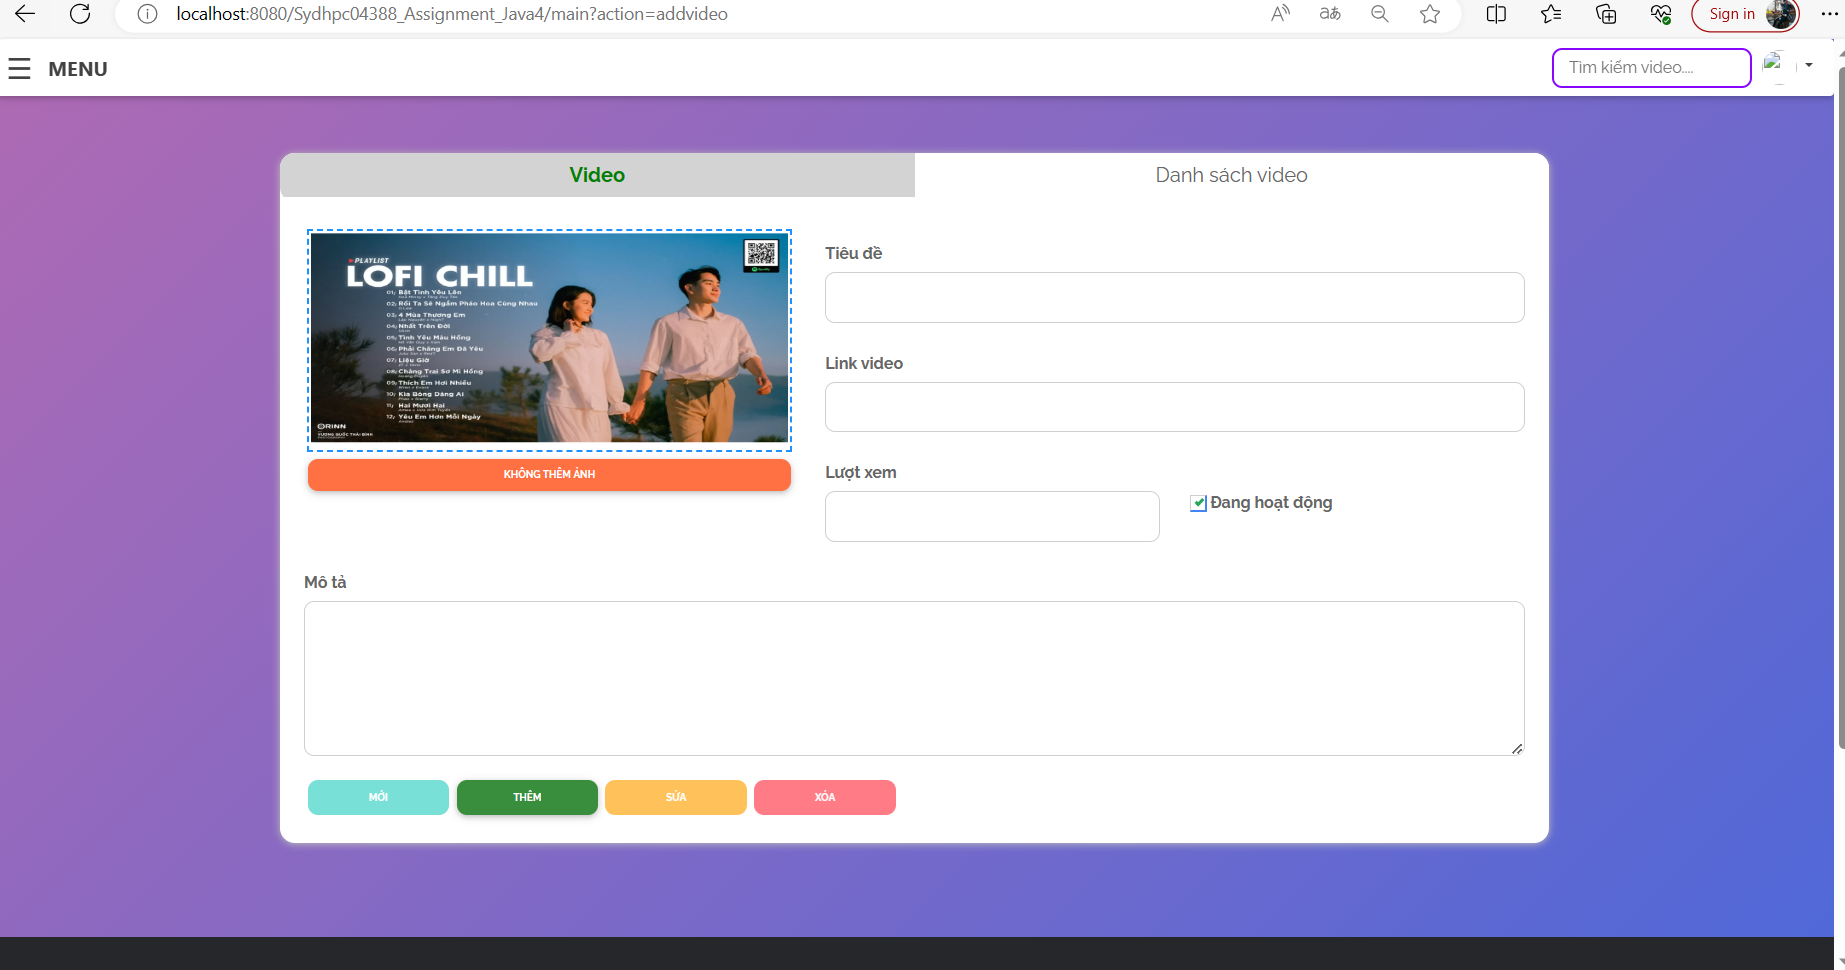 localhost:8080/Sydhpc04388_Assignment_Java4/main?action=addvideo
Sign in
MENU
Tìm kiếm video....
Video
Danh sách video
PLAYLIST
LOFI CHILL
01; Bật Tình Yêu Lên
02; Rồi Ta Sẽ Ngắm Pháo Hoa Cùng Nhau
03; 4 Mùa Thương Em
04; Nhất Trên Đời
05; Tình Yêu Màu Hồng
06; Phải Chăng Em Đã Yêu
07; Liệu Giờ
08; Chàng Trai Sơ Mi Hồng
09; Thích Em Hơi Nhiều
10; Kìa Bóng Dáng Ai
11; Hai Mươi Hai
12; Yêu Em Hơn Mỗi Ngày
ORINN
VƯƠNG QUỐC THÁI BÌNH
KHÔNG THÊM ẢNH
Tiêu đề
Link video
Lượt xem
Đang hoạt động
Mô tả
MỚI
THÊM
SỬA
XÓA